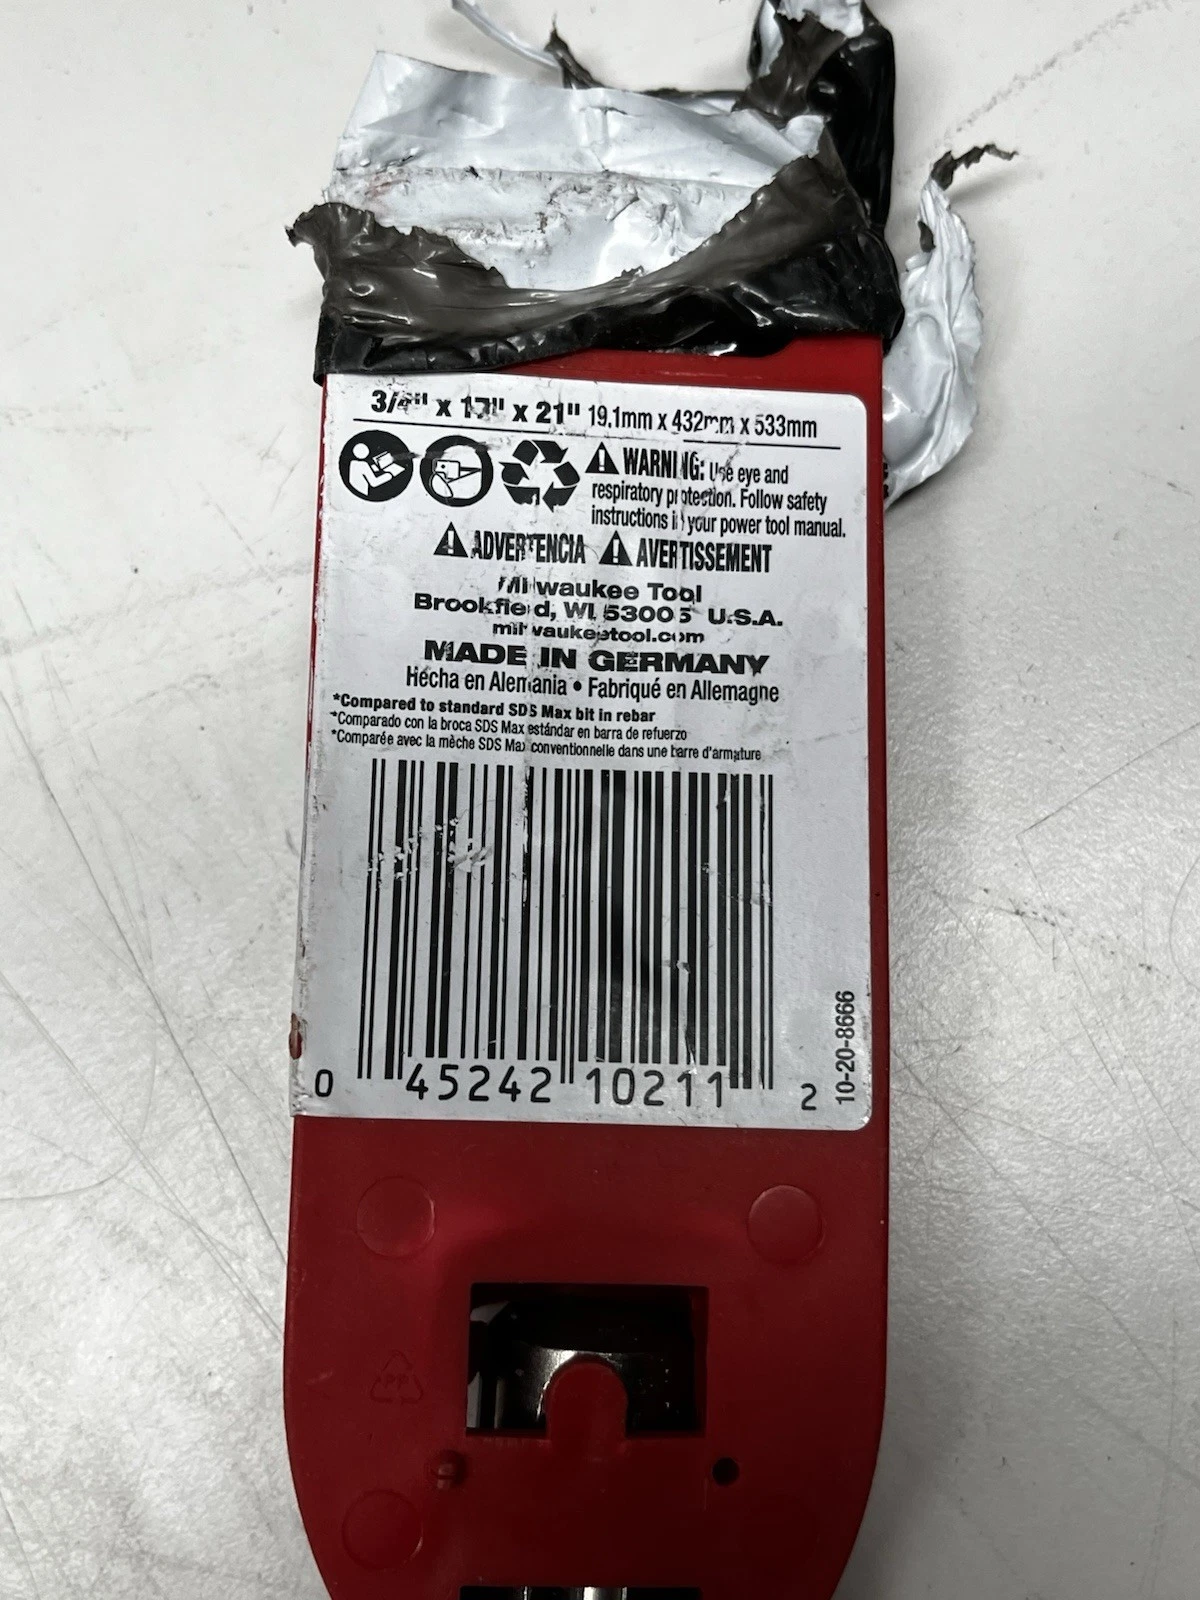 3/4" x 17" x 21" 19.1mm x 432mm x 533mm
WARNING: Use eye and
respiratory protection. Follow safety
instructions in your power tool manual.
ADVERTENCIA AVERTISSEMENT
Milwaukee Tool
Brookfield, WI 53005 U.S.A.
milwaukeetool.com
MADE IN GERMANY
Hecha en Alemania • Fabriqué en Allemagne
*Compared to standard SDS Max bit in rebar
*Comparado con la broca SDS Max estándar en barra de refuerzo
*Comparée avec la mèche SDS Max conventionnelle dans une barre d'armature
0 45242 10211 2
10-20-8666
PP